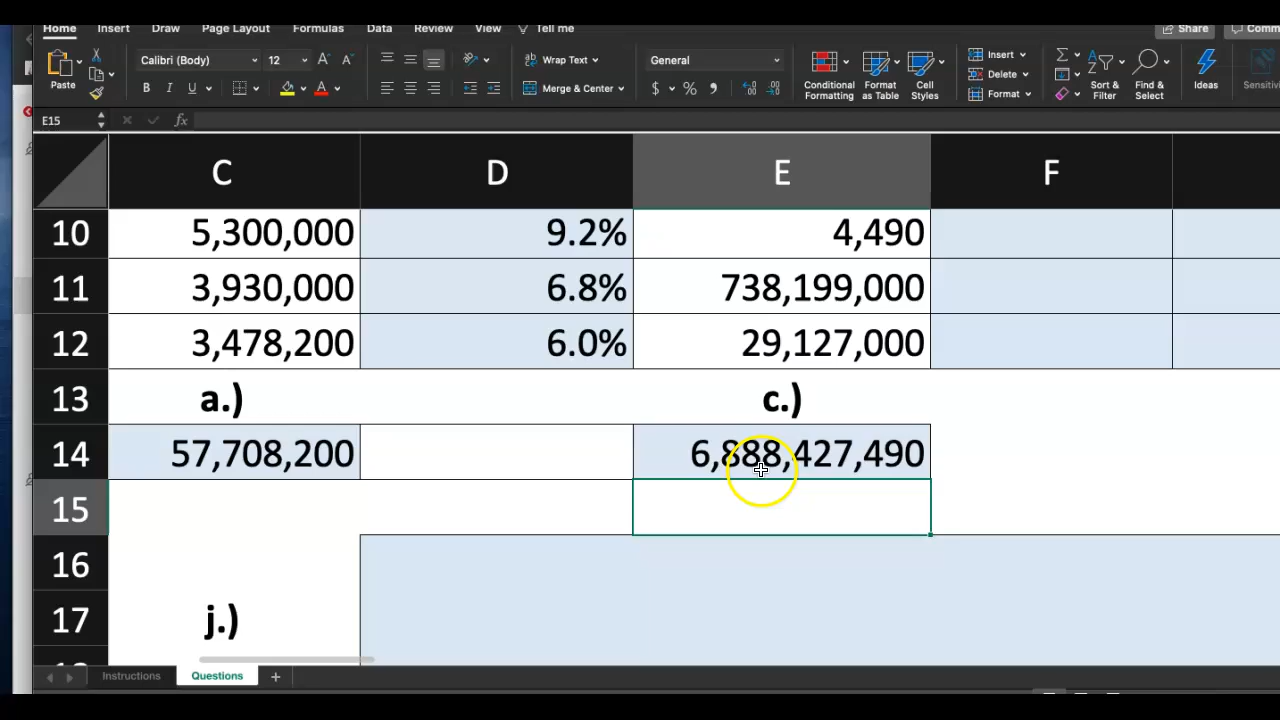 Home Insert Draw Page Layout Formulas Data Review View Tell me Share
Calibri (Body) 12 A A Wrap Text General Insert Σ
Paste B I U A Merge & Center $ % Conditional Formatting Format as Table Cell Styles Delete Format Sort & Filter Find & Select Ideas
E15 fx
C D E F
10 5,300,000 9.2% 4,490
11 3,930,000 6.8% 738,199,000
12 3,478,200 6.0% 29,127,000
13 a.) c.)
14 57,708,200 6,888,427,490
15
16
17 j.)
Instructions Questions +